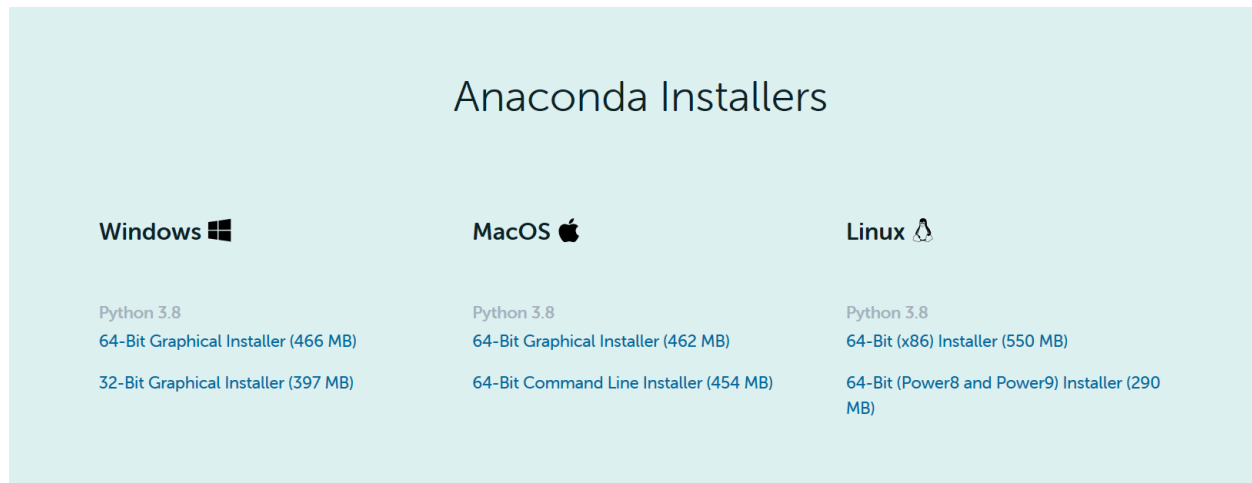 Anaconda Installers
Windows
MacOS
Linux
Python 3.8
64-Bit Graphical Installer (466 MB)
32-Bit Graphical Installer (397 MB)
Python 3.8
64-Bit Graphical Installer (462 MB)
64-Bit Command Line Installer (454 MB)
Python 3.8
64-Bit (x86) Installer (550 MB)
64-Bit (Power8 and Power9) Installer (290
MB)